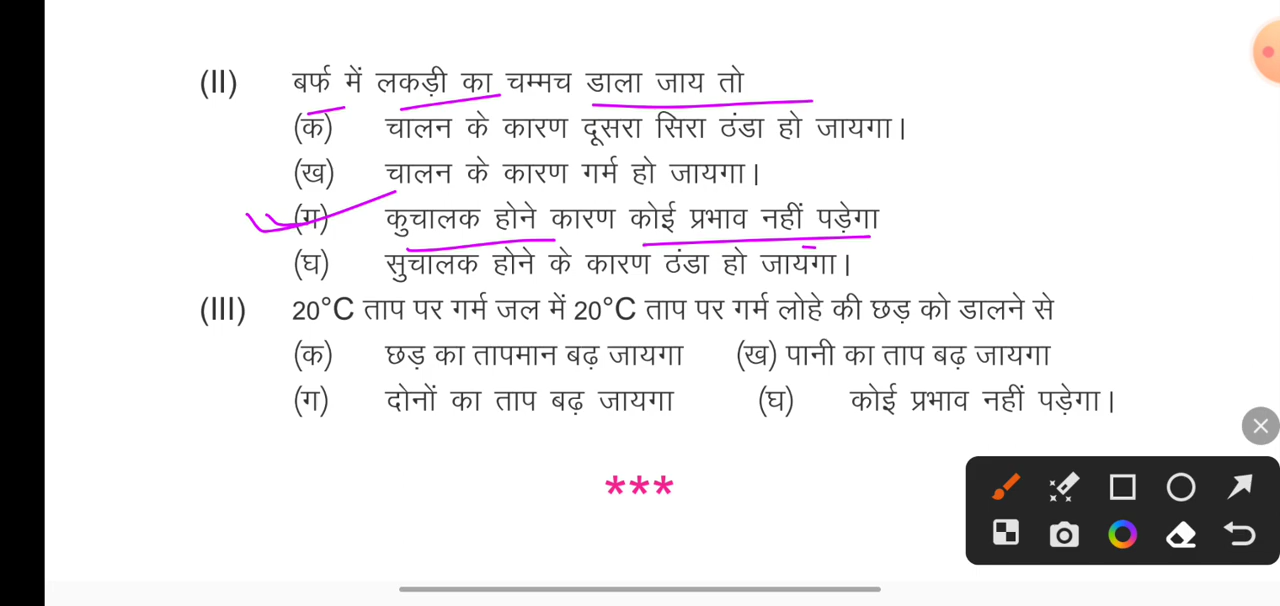 (II) बर्फ में लकड़ी का चम्मच डाला जाय तो
(क) चालन के कारण दूसरा सिरा ठंडा हो जायगा।
(ख) चालन के कारण गर्म हो जायगा।
(ग) कुचालक होने कारण कोई प्रभाव नहीं पड़ेगा
(घ) सुचालक होने के कारण ठंडा हो जायगा।
(III) 20°C ताप पर गर्म जल में 20°C ताप पर गर्म लोहे की छड़ को डालने से
(क) छड़ का तापमान बढ़ जायगा (ख) पानी का ताप बढ़ जायगा
(ग) दोनों का ताप बढ़ जायगा (घ) कोई प्रभाव नहीं पड़ेगा।
***